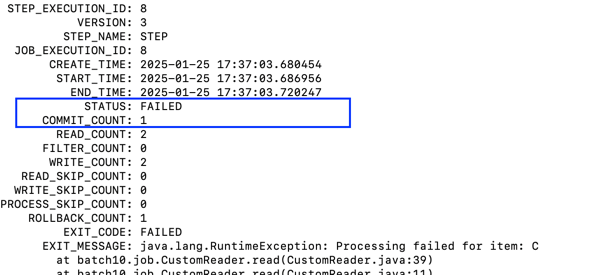 STEP_EXECUTION_ID: 8
VERSION: 3
STEP_NAME: STEP
JOB_EXECUTION_ID: 8
CREATE_TIME: 2025-01-25 17:37:03.680454
START_TIME: 2025-01-25 17:37:03.686956
END_TIME: 2025-01-25 17:37:03.720247
STATUS: FAILED
COMMIT_COUNT: 1
READ_COUNT: 2
FILTER_COUNT: 0
WRITE_COUNT: 2
READ_SKIP_COUNT: 0
WRITE_SKIP_COUNT: 0
PROCESS_SKIP_COUNT: 0
ROLLBACK_COUNT: 1
EXIT_CODE: FAILED
EXIT_MESSAGE: java.lang.RuntimeException: Processing failed for item: C
at batch10.job.CustomReader.read(CustomReader.java:39)
at batch10.job.CustomReader.read(CustomReader.java:11)